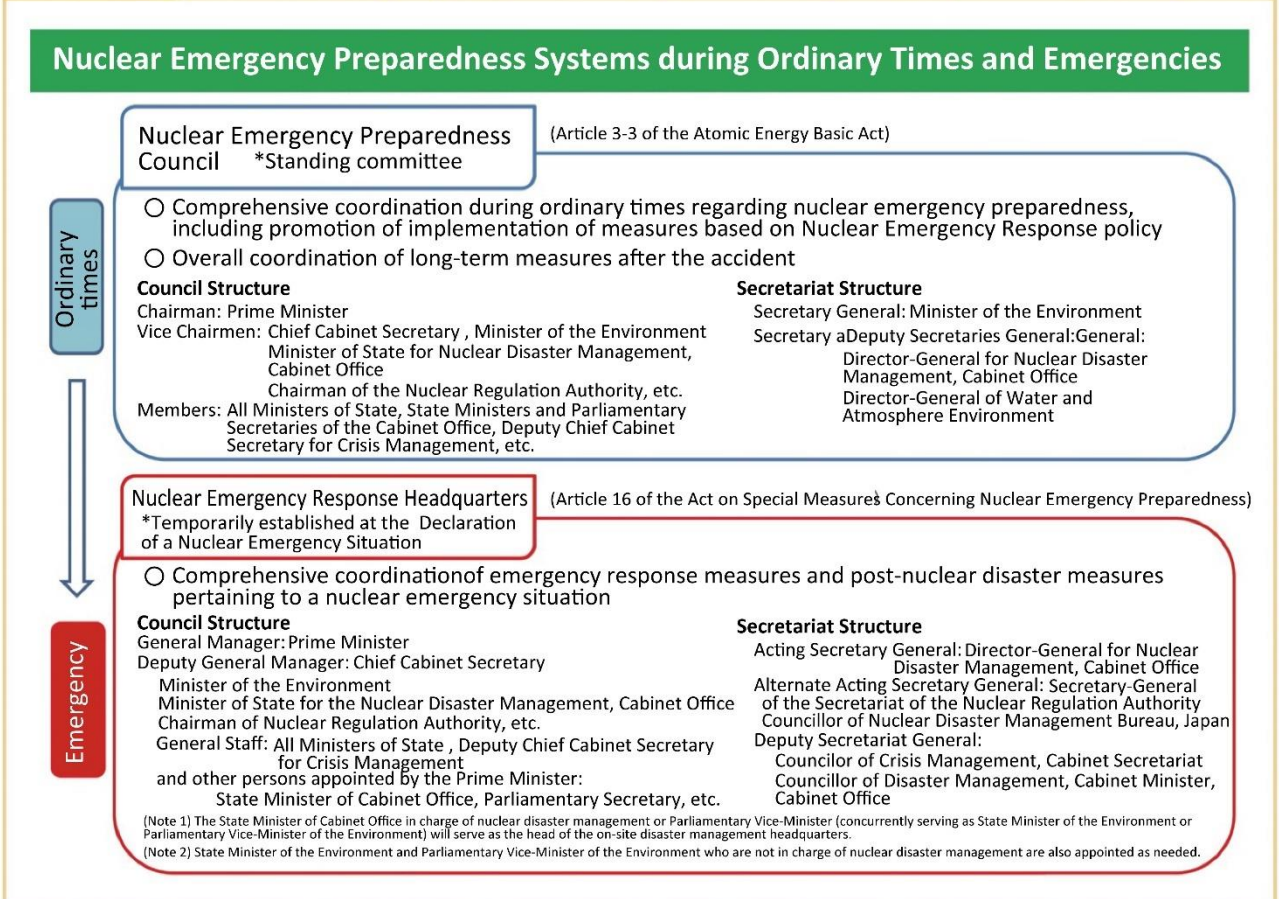 Nuclear Emergency Preparedness Systems during Ordinary Times and Emergencies
Nuclear Emergency Preparedness
Council *Standing committee
(Article 3-3 of the Atomic Energy Basic Act)
Ordinary
times
○ Comprehensive coordination during ordinary times regarding nuclear emergency preparedness,
including promotion of implementation of measures based on Nuclear Emergency Response policy
○ Overall coordination of long-term measures after the accident
Council Structure
Chairman: Prime Minister
Vice Chairmen: Chief Cabinet Secretary , Minister of the Environment
Minister of State for Nuclear Disaster Management,
Cabinet Office
Chairman of the Nuclear Regulation Authority, etc.
Members: All Ministers of State, State Ministers and Parliamentary
Secretaries of the Cabinet Office, Deputy Chief Cabinet
Secretary for Crisis Management, etc.
Secretariat Structure
Secretary General: Minister of the Environment
Secretary aDeputy Secretaries General:General:
Director-General for Nuclear Disaster
Management, Cabinet Office
Director-General of Water and
Atmosphere Environment
Nuclear Emergency Response Headquarters
*Temporarily established at the Declaration
of a Nuclear Emergency Situation
(Article 16 of the Act on Special Measures Concerning Nuclear Emergency Preparedness)
Emergency
○ Comprehensive coordinationof emergency response measures and post-nuclear disaster measures
pertaining to a nuclear emergency situation
Council Structure
General Manager: Prime Minister
Deputy General Manager: Chief Cabinet Secretary
Minister of the Environment
Minister of State for the Nuclear Disaster Management, Cabinet Office
Chairman of Nuclear Regulation Authority, etc.
General Staff: All Ministers of State , Deputy Chief Cabinet Secretary
for Crisis Management
and other persons appointed by the Prime Minister:
State Minister of Cabinet Office, Parliamentary Secretary, etc.
Secretariat Structure
Acting Secretary General: Director-General for Nuclear
Disaster Management, Cabinet Office
Alternate Acting Secretary General: Secretary-General
of the Secretariat of the Nuclear Regulation Authority
Councillor of Nuclear Disaster Management Bureau, Japan
Deputy Secretariat General:
Councilor of Crisis Management, Cabinet Secretariat
Councillor of Disaster Management, Cabinet Minister,
Cabinet Office
(Note 1) The State Minister of Cabinet Office in charge of nuclear disaster management or Parliamentary Vice-Minister (concurrently serving as State Minister of the Environment or
Parliamentary Vice-Minister of the Environment) will serve as the head of the on-site disaster management headquarters.
(Note 2) State Minister of the Environment and Parliamentary Vice-Minister of the Environment who are not in charge of nuclear disaster management are also appointed as needed.